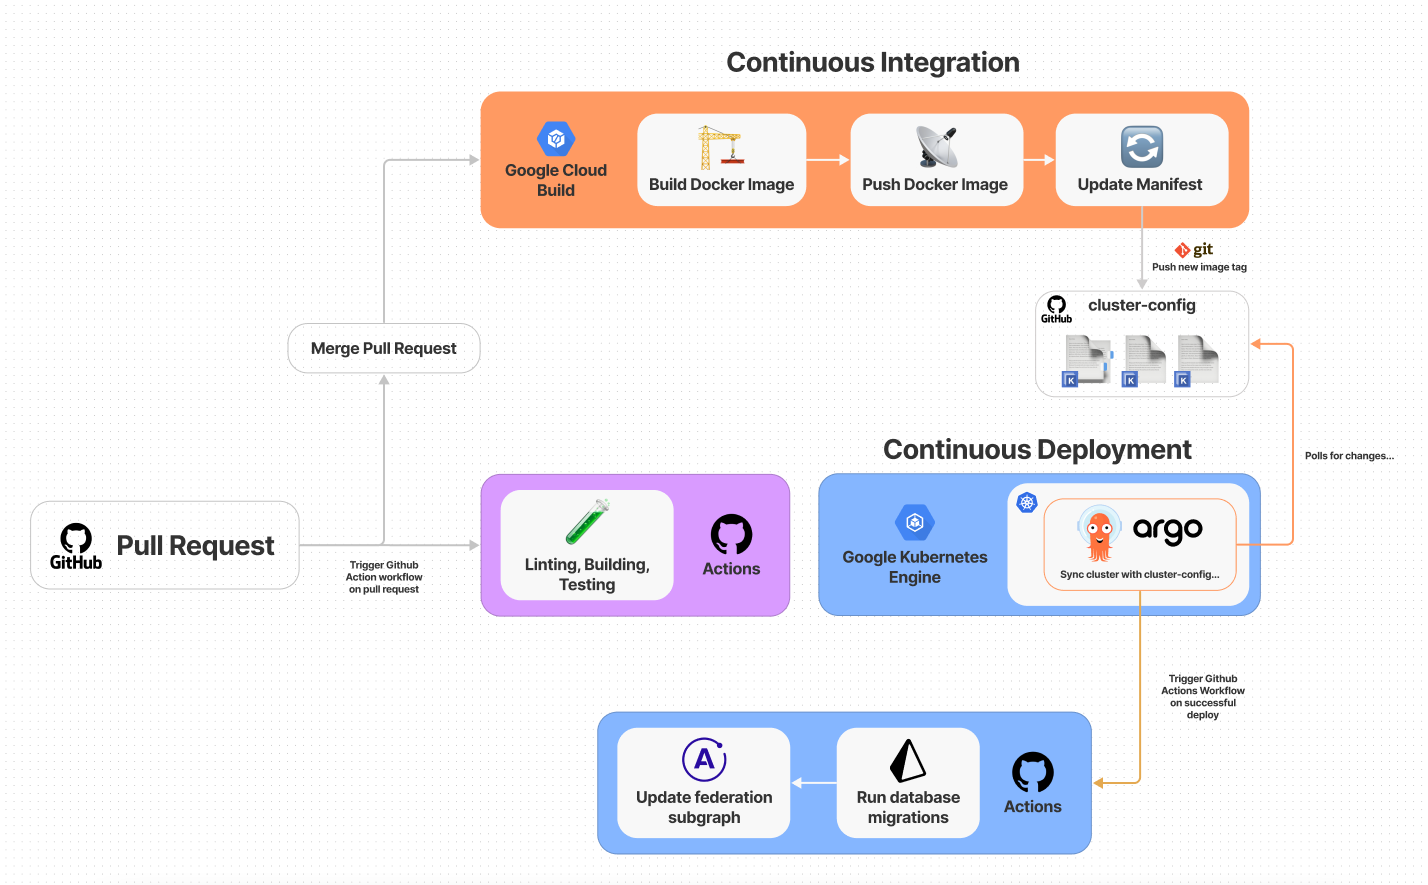 Continuous Integration
Google Cloud
Build
Build Docker Image
Push Docker Image
Update Manifest
git
Push new image tag
GitHub
cluster-config
K
K
K
Merge Pull Request
Polls for changes...
Continuous Deployment
GitHub
Pull Request
Trigger Github
Action workflow
on pull request
Linting, Building,
Testing
Actions
Google Kubernetes
Engine
argo
Sync cluster with cluster-config...
Trigger Github
Actions Workflow
on successful
deploy
A
Update federation
subgraph
Run database
migrations
Actions